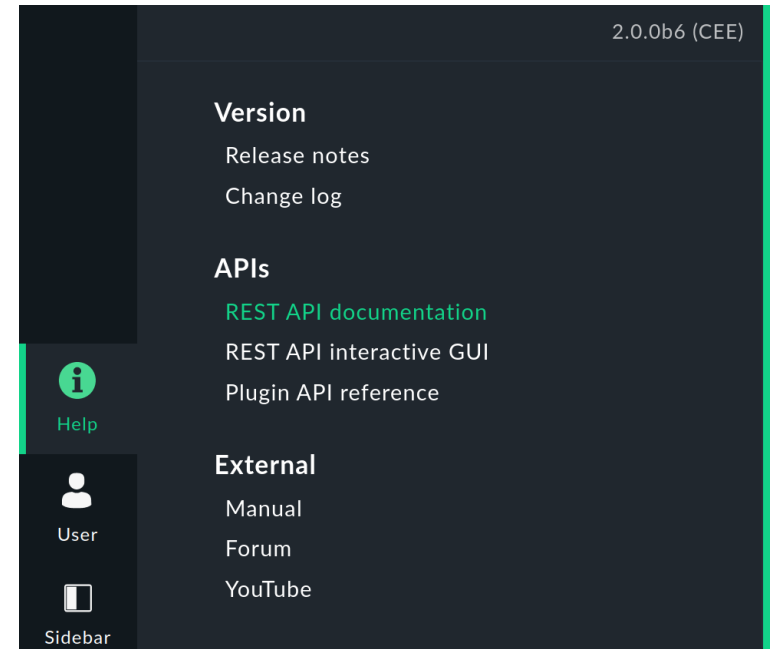 2.0.0b6 (CEE)
Version
Release notes
Change log
APIs
REST API documentation
REST API interactive GUI
Plugin API reference
Help
External
Manual
User
Forum
YouTube
Sidebar